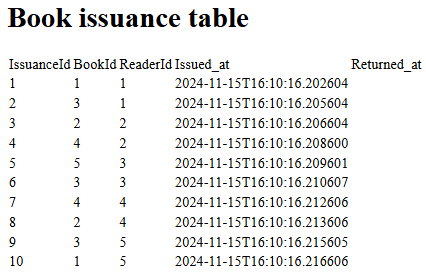 Book issuance table
IssuanceId BookId ReaderId Issued_at Returned_at
1 1 1 2024-11-15T16:10:16.202604
2 3 1 2024-11-15T16:10:16.205604
3 2 2 2024-11-15T16:10:16.206604
4 4 2 2024-11-15T16:10:16.208600
5 5 3 2024-11-15T16:10:16.209601
6 3 3 2024-11-15T16:10:16.210607
7 4 4 2024-11-15T16:10:16.212606
8 2 4 2024-11-15T16:10:16.213606
9 3 5 2024-11-15T16:10:16.215605
10 1 5 2024-11-15T16:10:16.216606